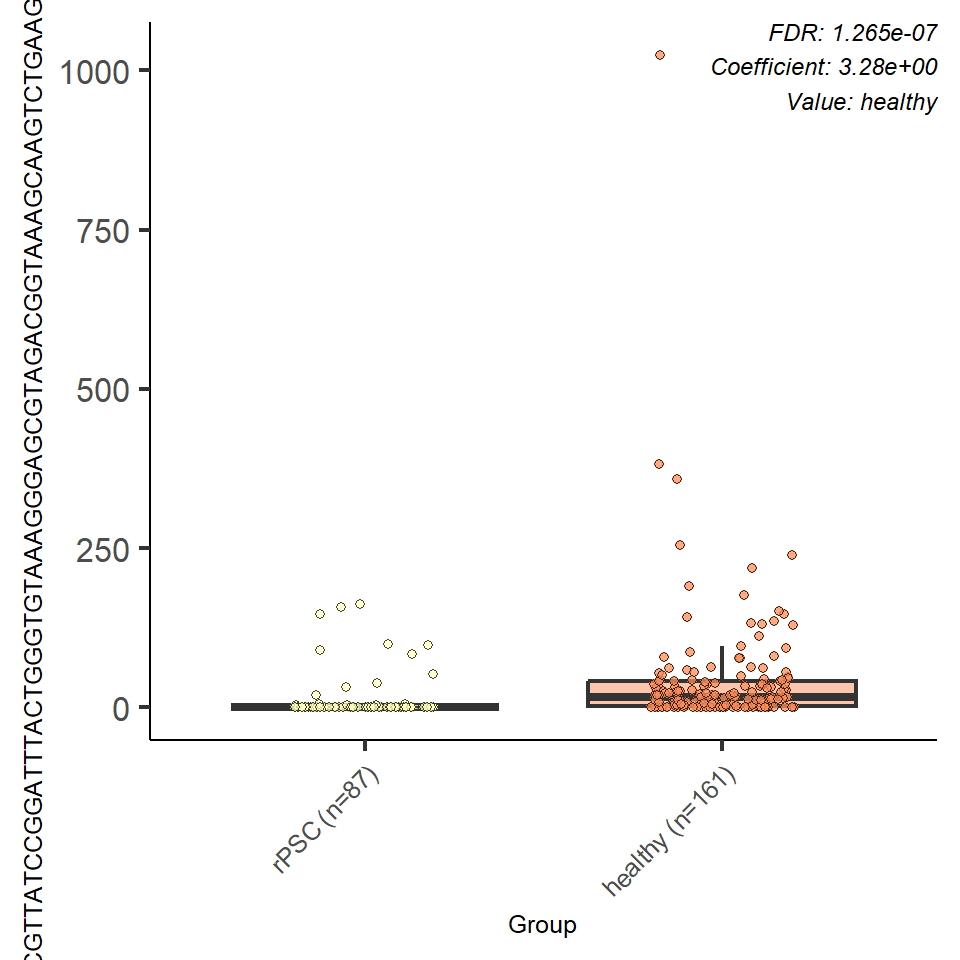 CGTTATCCGGATTTACTGGGTGTAAAGGGAGCGTAGACGGTAAAGCAAGTCTGAAG
1000
750
500
250
0
FDR: 1.265e-07
Coefficient: 3.28e+00
Value: healthy
rPSC (n=87)
healthy (n=161)
Group